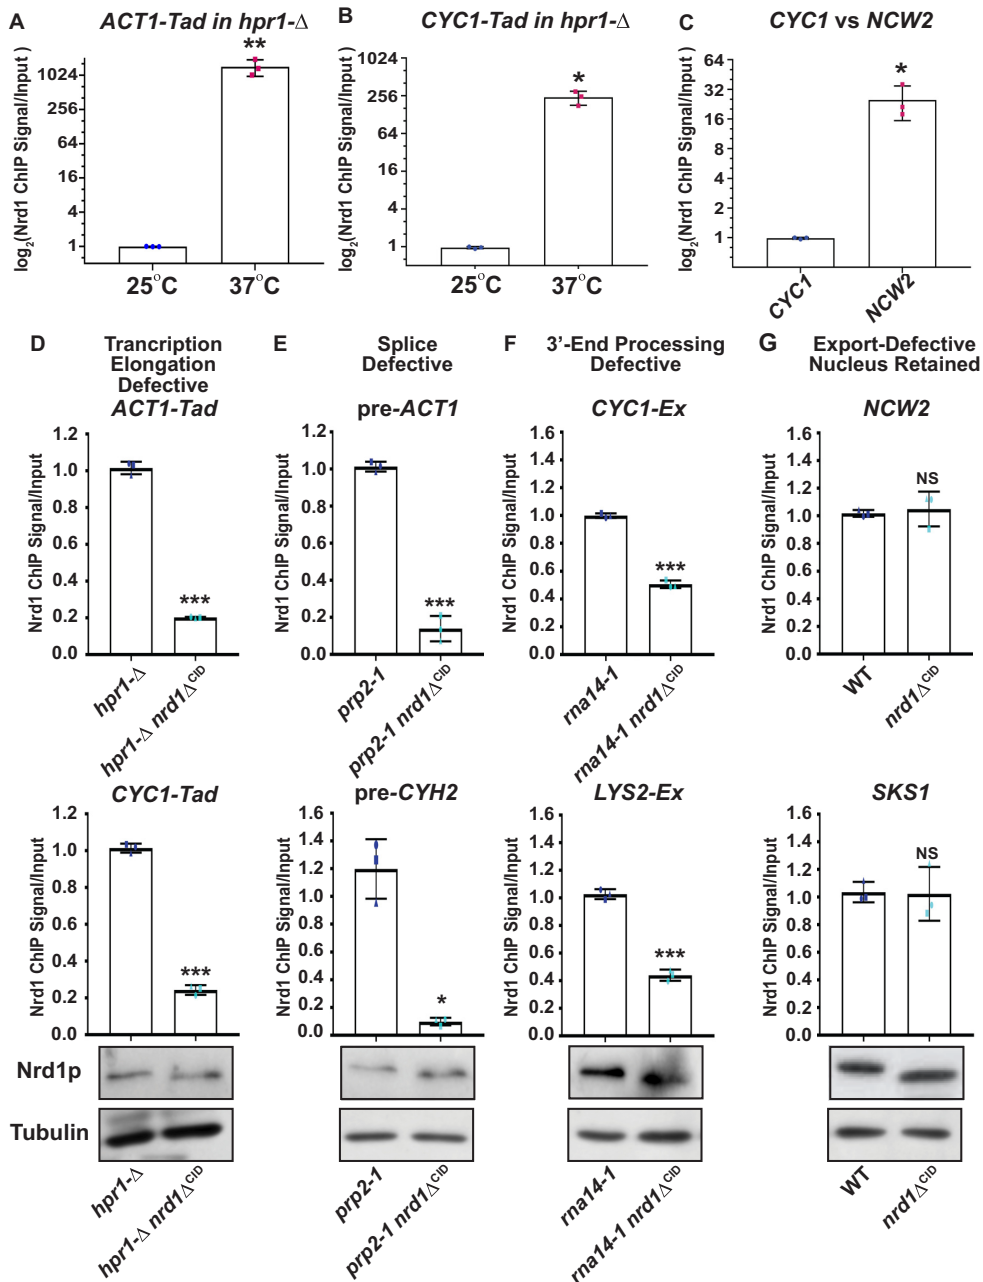 A
ACT1-Tad in hpr1-Δ
log2(Nrd1 ChIP Signal/Input )
1024
256
64
16
4
1
**
25°C
37°C
B
CYC1-Tad in hpr1-Δ
log2(Nrd1 ChIP Signal/Input )
1024
256
64
16
4
1
*
25°C
37°C
C
CYC1 vs NCW2
log2(Nrd1 ChIP Signal/Input )
64
32
16
8
4
2
1
*
CYC1
NCW2
D
Trancription
Elongation
Defective
ACT1-Tad
Nrd1 ChIP Signal/Input
1.2
1.0
0.8
0.6
0.4
0.2
0.0
***
hpr1-Δ
hpr1-Δ nrd1ΔCID
E
Splice
Defective
pre-ACT1
Nrd1 ChIP Signal/Input
1.2
1.0
0.8
0.6
0.4
0.2
0.0
***
prp2-1
prp2-1 nrd1ΔCID
F
3'-End Processing
Defective
CYC1-Ex
Nrd1 ChIP Signal/Input
1.6
1.4
1.2
1.0
0.8
0.6
0.4
0.2
0.0
***
rna14-1
rna14-1 nrd1ΔCID
G
Export-Defective
Nucleus Retained
NCW2
Nrd1 ChIP Signal/Input
1.6
1.4
1.2
1.0
0.8
0.6
0.4
0.2
0.0
NS
WT
nrd1ΔCID
CYC1-Tad
Nrd1 ChIP Signal/Input
1.2
1.0
0.8
0.6
0.4
0.2
0.0
***
pre-CYH2
Nrd1 ChIP Signal/Input
1.6
1.4
1.2
1.0
0.8
0.6
0.4
0.2
0.0
*
LYS2-Ex
Nrd1 ChIP Signal/Input
1.6
1.4
1.2
1.0
0.8
0.6
0.4
0.2
0.0
***
SKS1
Nrd1 ChIP Signal/Input
1.6
1.4
1.2
1.0
0.8
0.6
0.4
0.2
0.0
NS
Nrd1p
Tubulin
hpr1-Δ
hpr1-Δ nrd1ΔCID
prp2-1
prp2-1 nrd1ΔCID
rna14-1
rna14-1 nrd1ΔCID
WT
nrd1ΔCID